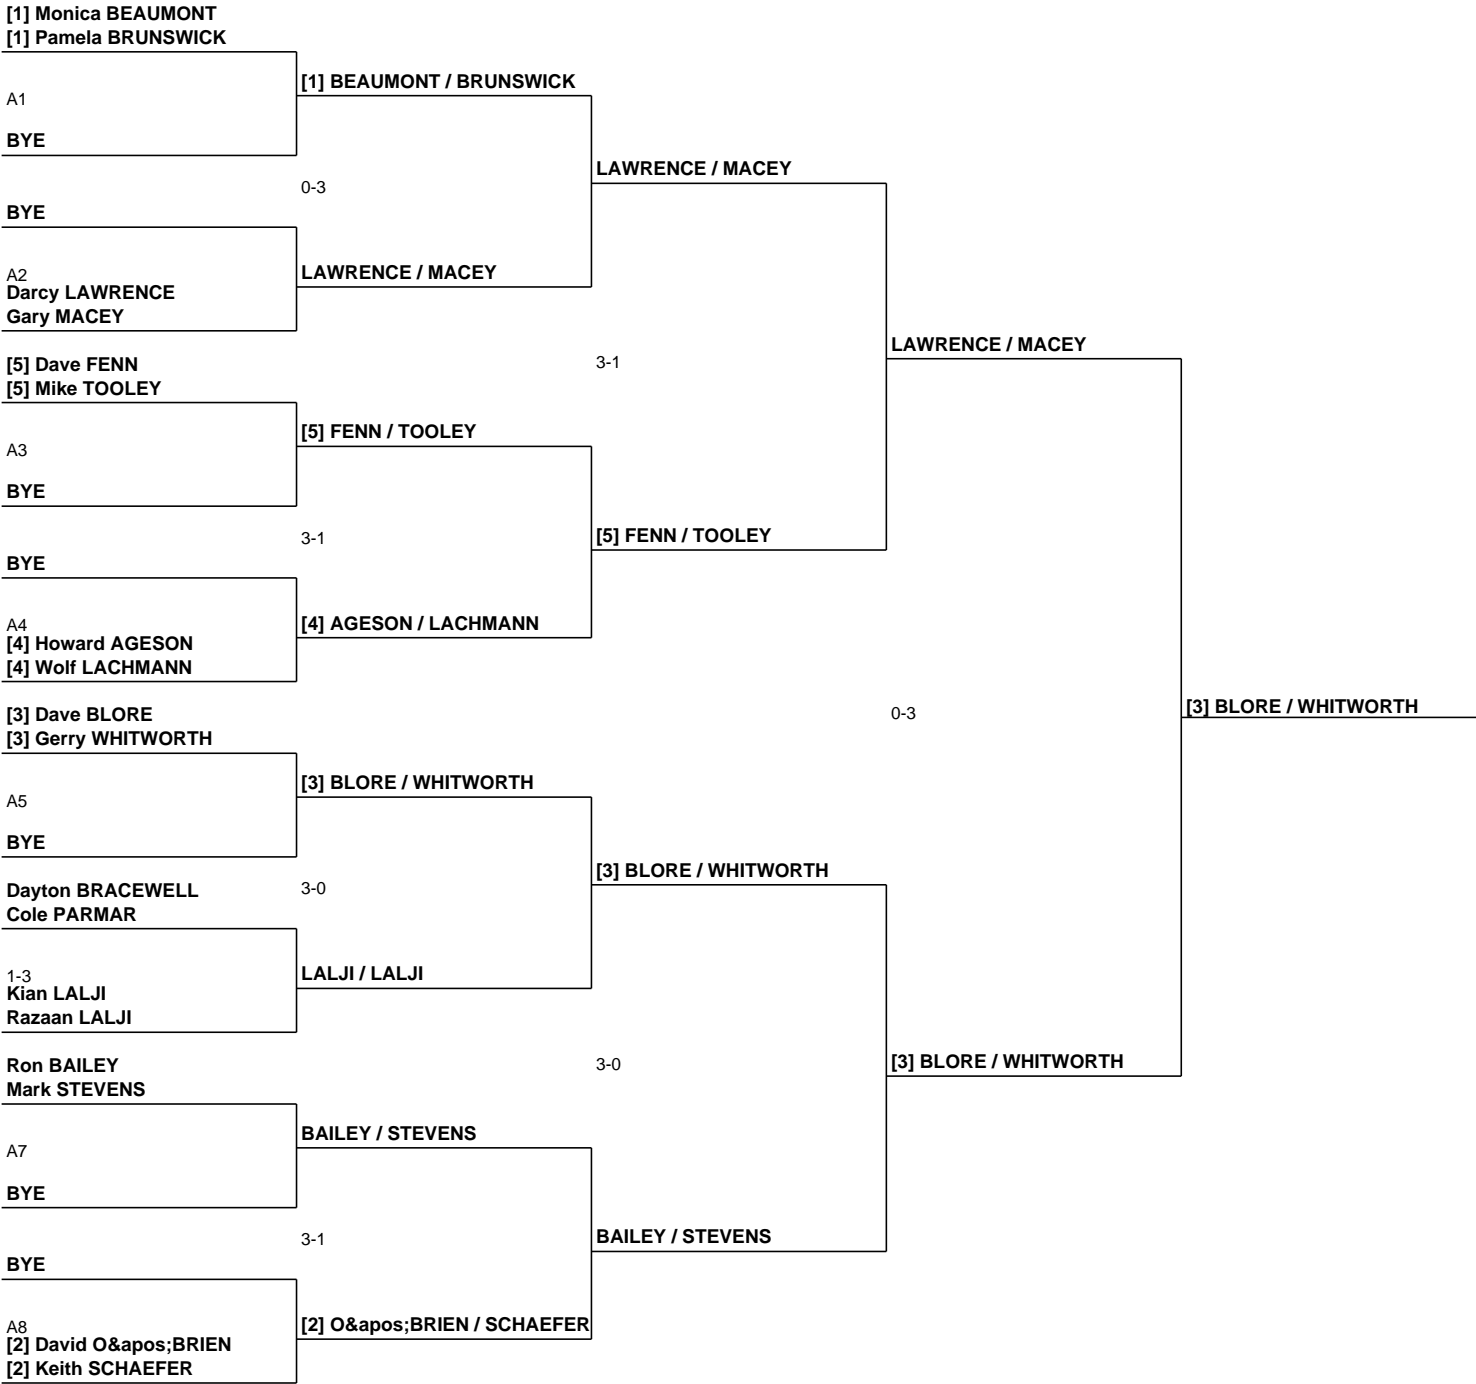 [1] Monica BEAUMONT
[1] Pamela BRUNSWICK
A1
BYE
BYE
A2
Darcy LAWRENCE
Gary MACEY
[5] Dave FENN
[5] Mike TOOLEY
A3
BYE
BYE
A4
[4] Howard AGESON
[4] Wolf LACHMANN
[3] Dave BLORE
[3] Gerry WHITWORTH
A5
BYE
Dayton BRACEWELL
Cole PARMAR
1-3
Kian LALJI
Razaan LALJI
Ron BAILEY
Mark STEVENS
A7
BYE
BYE
A8
[2] David O&apos;BRIEN
[2] Keith SCHAEFER
[1] BEAUMONT / BRUNSWICK
0-3
LAWRENCE / MACEY
[5] FENN / TOOLEY
3-1
[4] AGESON / LACHMANN
[3] BLORE / WHITWORTH
3-0
LALJI / LALJI
BAILEY / STEVENS
3-1
[2] O&apos;BRIEN / SCHAEFER
LAWRENCE / MACEY
3-1
[5] FENN / TOOLEY
[3] BLORE / WHITWORTH
3-0
BAILEY / STEVENS
LAWRENCE / MACEY
0-3
[3] BLORE / WHITWORTH
[3] BLORE / WHITWORTH